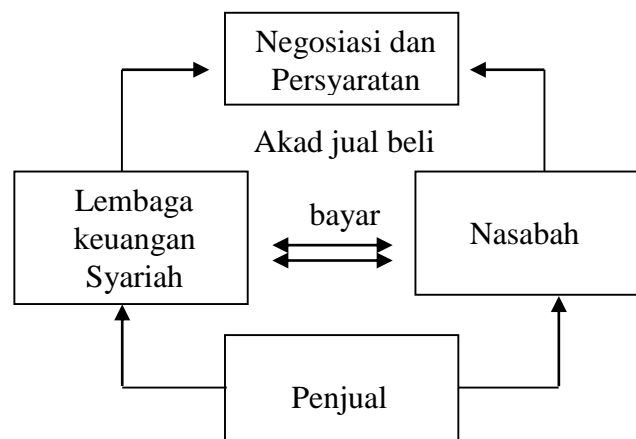 Negosiasi dan
Persyaratan
Akad jual beli
Lembaga
keuangan
Syariah
bayar
Nasabah
Penjual